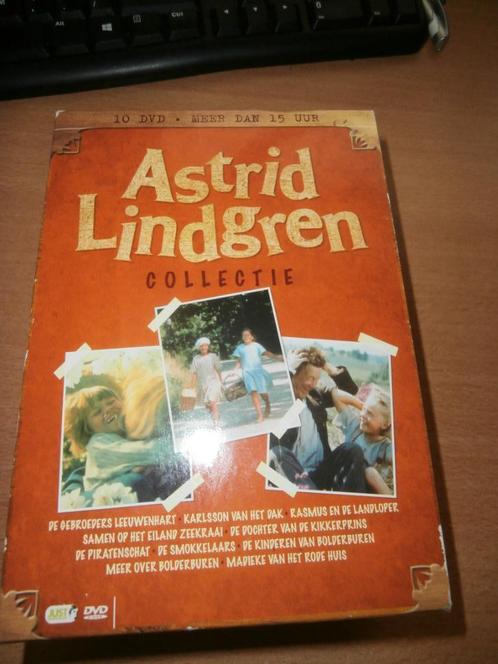 10 DVD • MEER DAN 15 UUR
Astrid
Lindgren
COLLECTIE
DE GEBROEDERS LEEUWENHART • KARLSSON VAN HET DAK • RASMUS EN DE LANDLOPER
SAMEN OP HET EILAND ZEEKRAAI • DE DOCHTER VAN DE KIKKERPRINS
DE PIRATENSCHAT • DE SMOKKELAARS • DE KINDEREN VAN BOLDERBUREN
MEER OVER BOLDERBUREN • MADIEKE VAN HET RODE HUIS
JUST
DVD